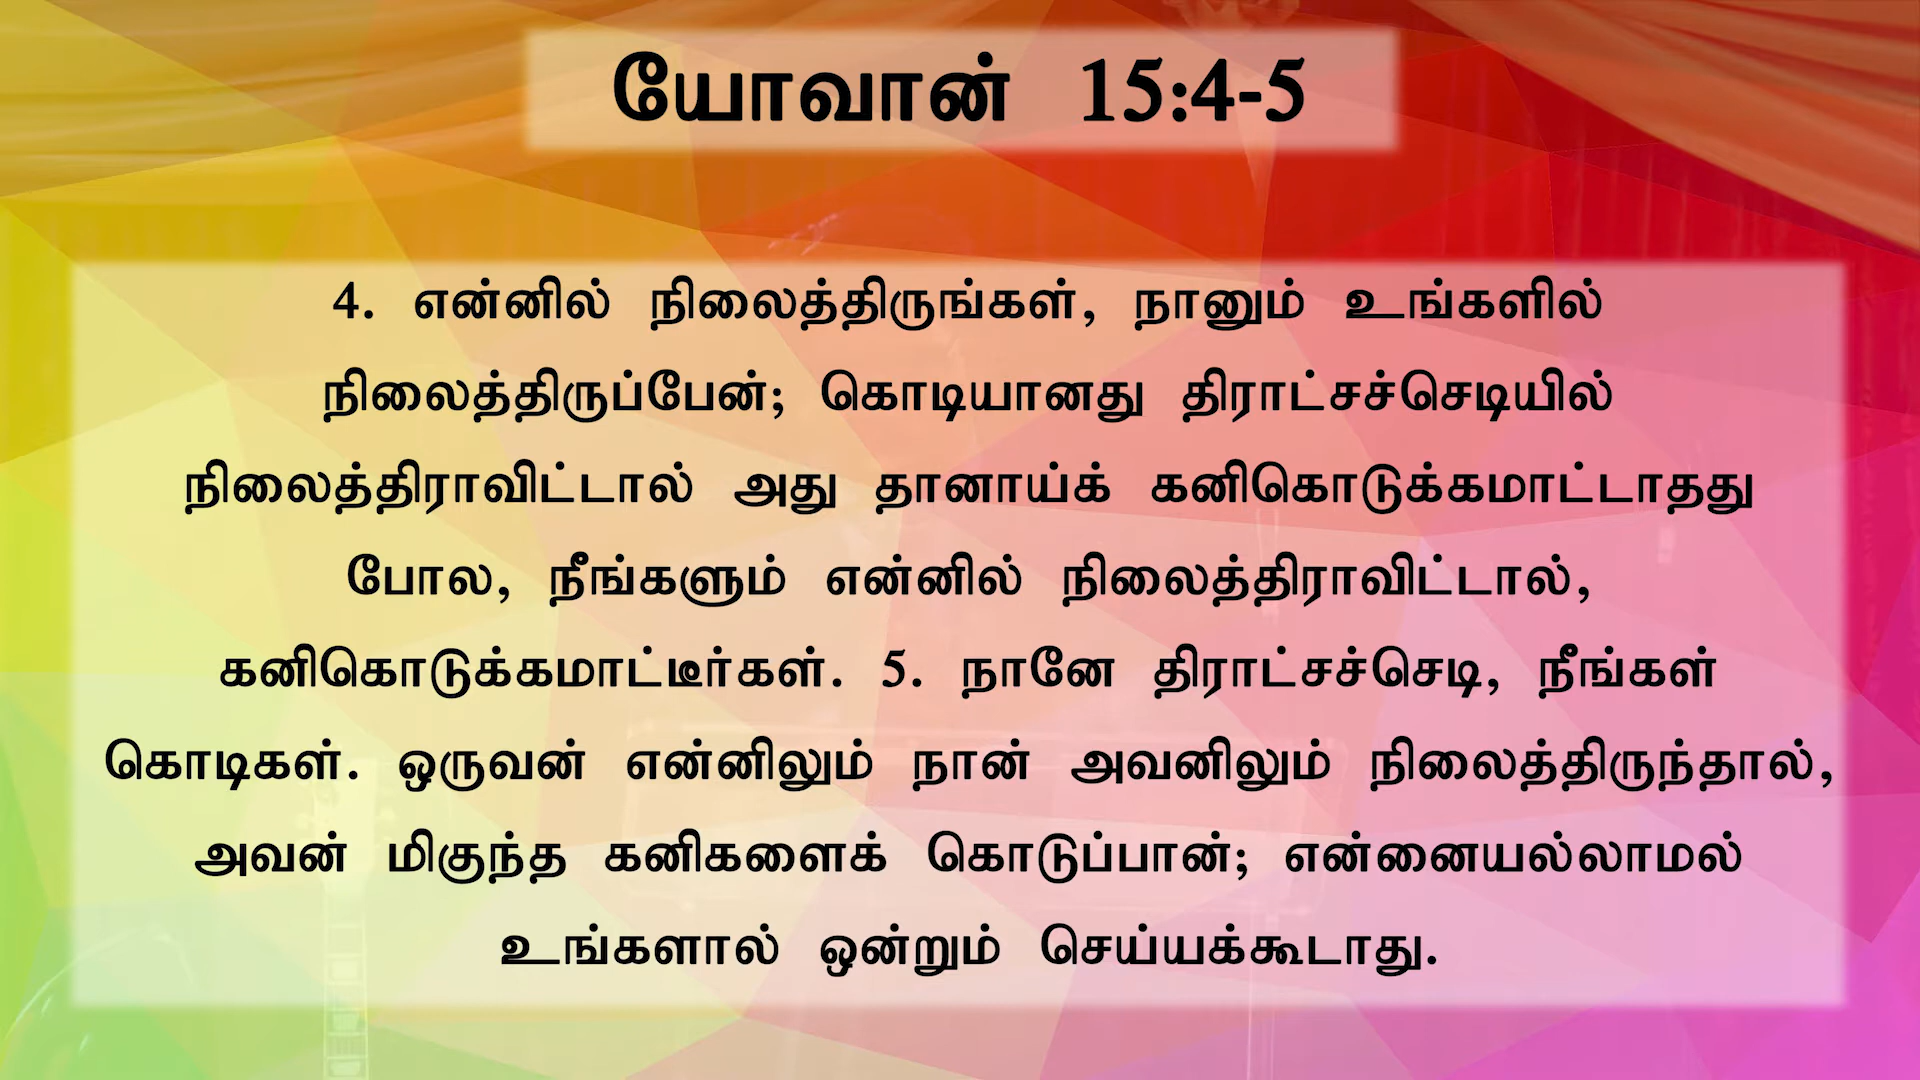 யோவான் 15:4-5
4. என்னில் நிலைத்திருங்கள், நானும் உங்களில்
நிலைத்திருப்பேன்; கொடியானது திராட்சச்செடியில்
நிலைத்திராவிட்டால் அது தானாய்க் கனிகொடுக்கமாட்டாதது
போல, நீங்களும் என்னில் நிலைத்திராவிட்டால்,
கனிகொடுக்கமாட்டீர்கள். 5. நானே திராட்சச்செடி, நீங்கள்
கொடிகள். ஒருவன் என்னிலும் நான் அவனிலும் நிலைத்திருந்தால்,
அவன் மிகுந்த கனிகளைக் கொடுப்பான்; என்னையல்லாமல்
உங்களால் ஒன்றும் செய்யக்கூடாது.